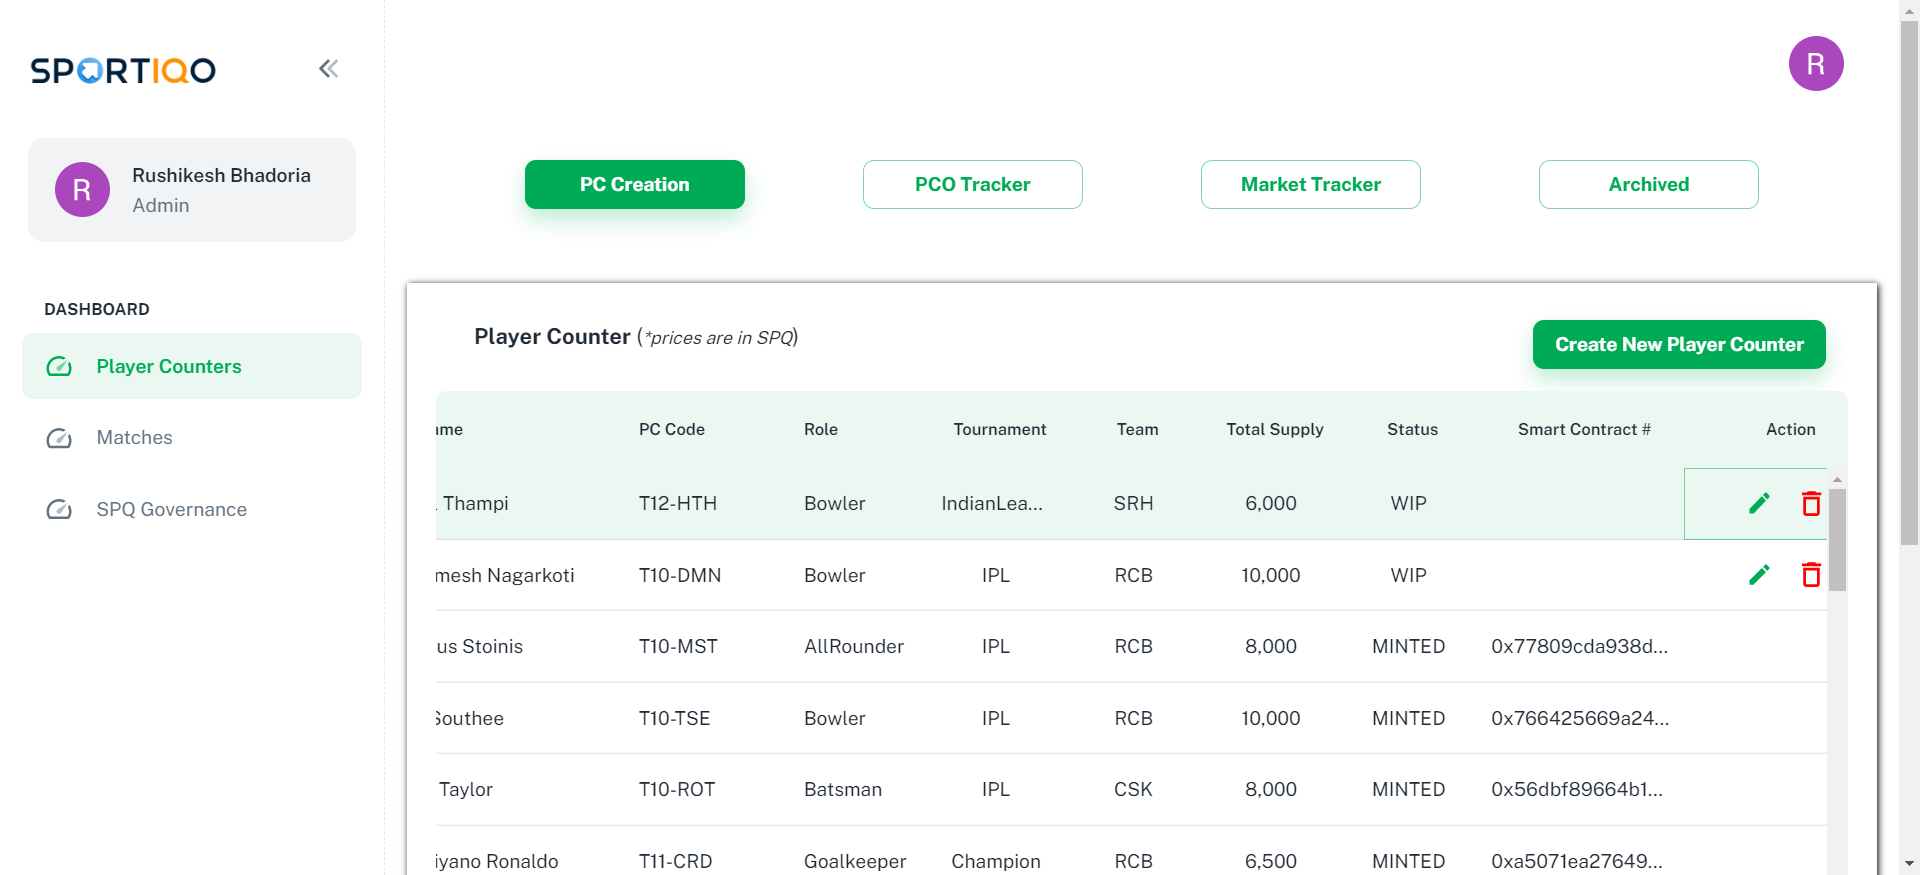 SPORTIQO
R
R
Rushikesh Bhadoria
Admin
PC Creation
PCO Tracker
Market Tracker
Archived
DASHBOARD
Player Counters
Matches
SPQ Governance
Player Counter (*prices are in SPQ)
Create New Player Counter
ame PC Code Role Tournament Team Total Supply Status Smart Contract # Action
Thampi T12-HTH Bowler IndianLea... SRH 6,000 WIP
mesh Nagarkoti T10-DMN Bowler IPL RCB 10,000 WIP
us Stoinis T10-MST AllRounder IPL RCB 8,000 MINTED 0x77809cda938d...
Southee T10-TSE Bowler IPL RCB 10,000 MINTED 0x766425669a24...
Taylor T10-ROT Batsman IPL CSK 8,000 MINTED 0x56dbf89664b1...
iyano Ronaldo T11-CRD Goalkeeper Champion RCB 6,500 MINTED 0xa5071ea27649...